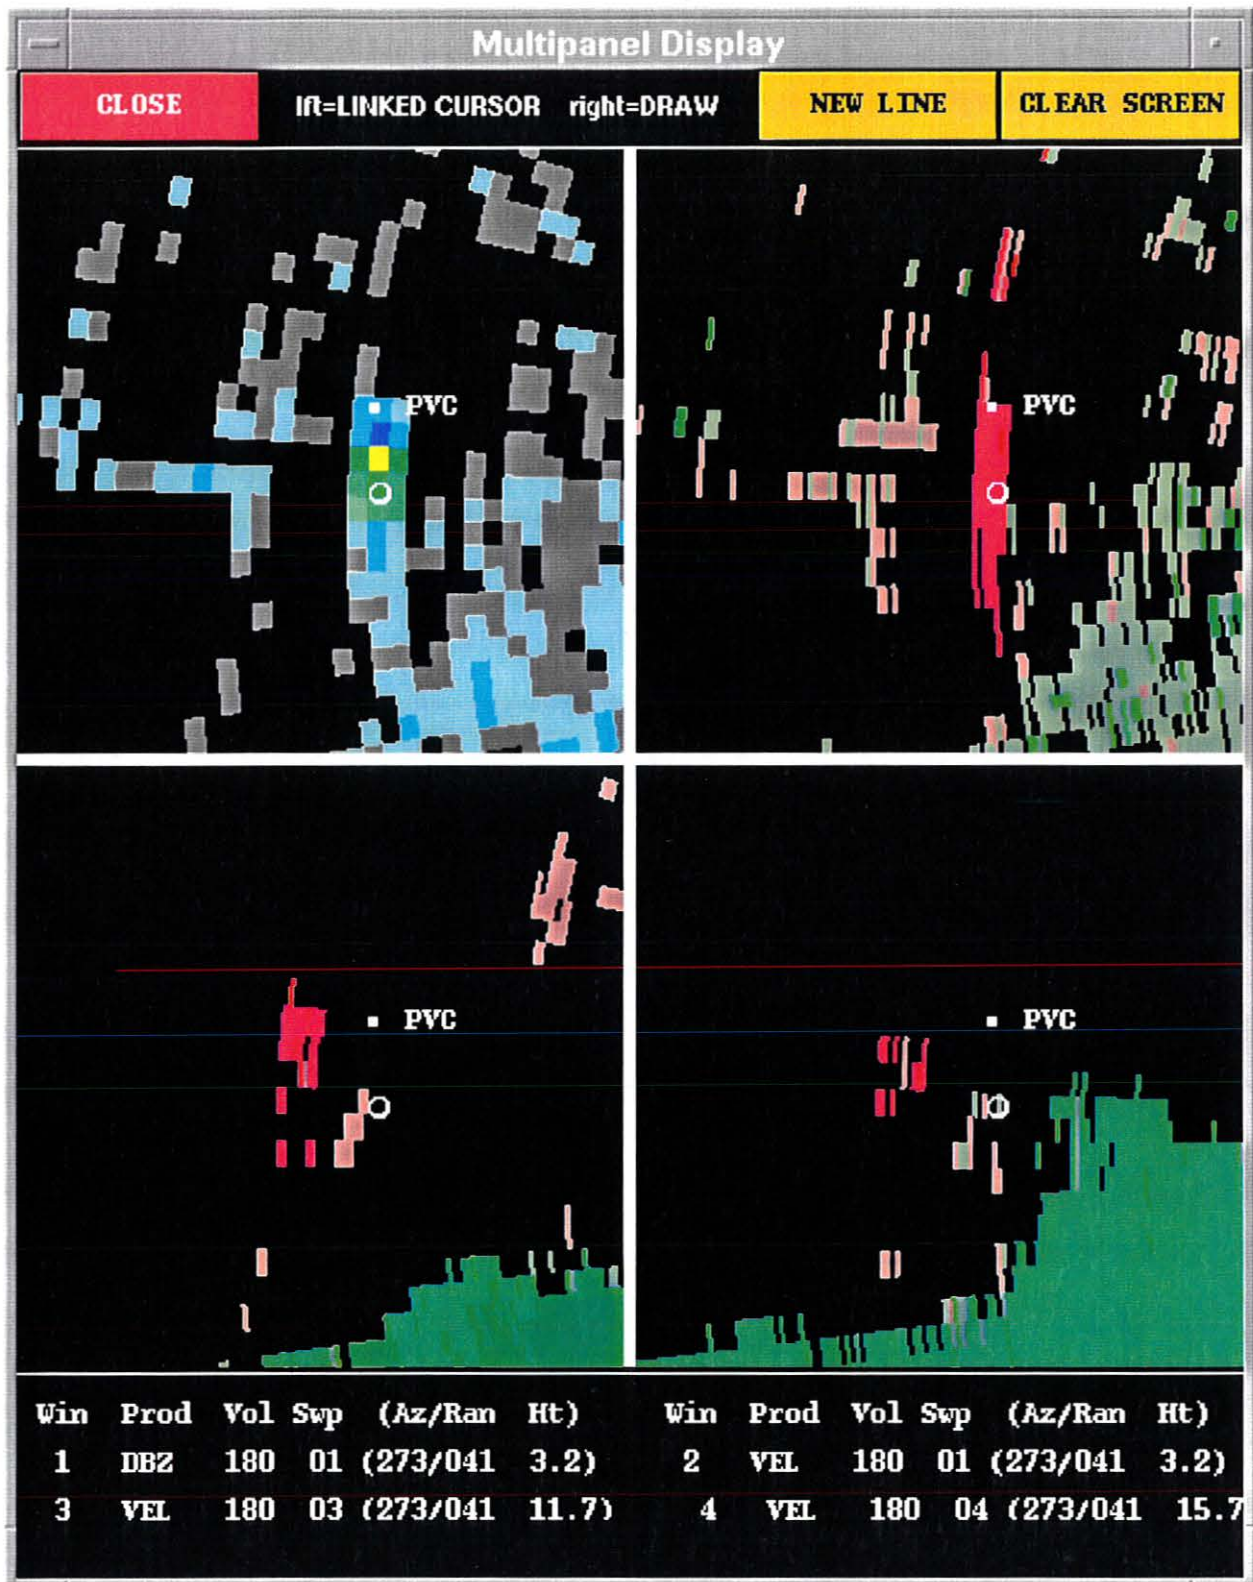 Multipanel Display
CLOSE lft=LINKED CURSOR right=DRAW NEW LINE CLEAR SCREEN
PVC
PVC
PVC
PVC
Win Prod Vol Swp (Az/Ran Ht) Win Prod Vol Swp (Az/Ran Ht)
1 DBZ 180 01 (273/041 3.2) 2 VEL 180 01 (273/041 3.2)
3 VEL 180 03 (273/041 11.7) 4 VEL 180 04 (273/041 15.7